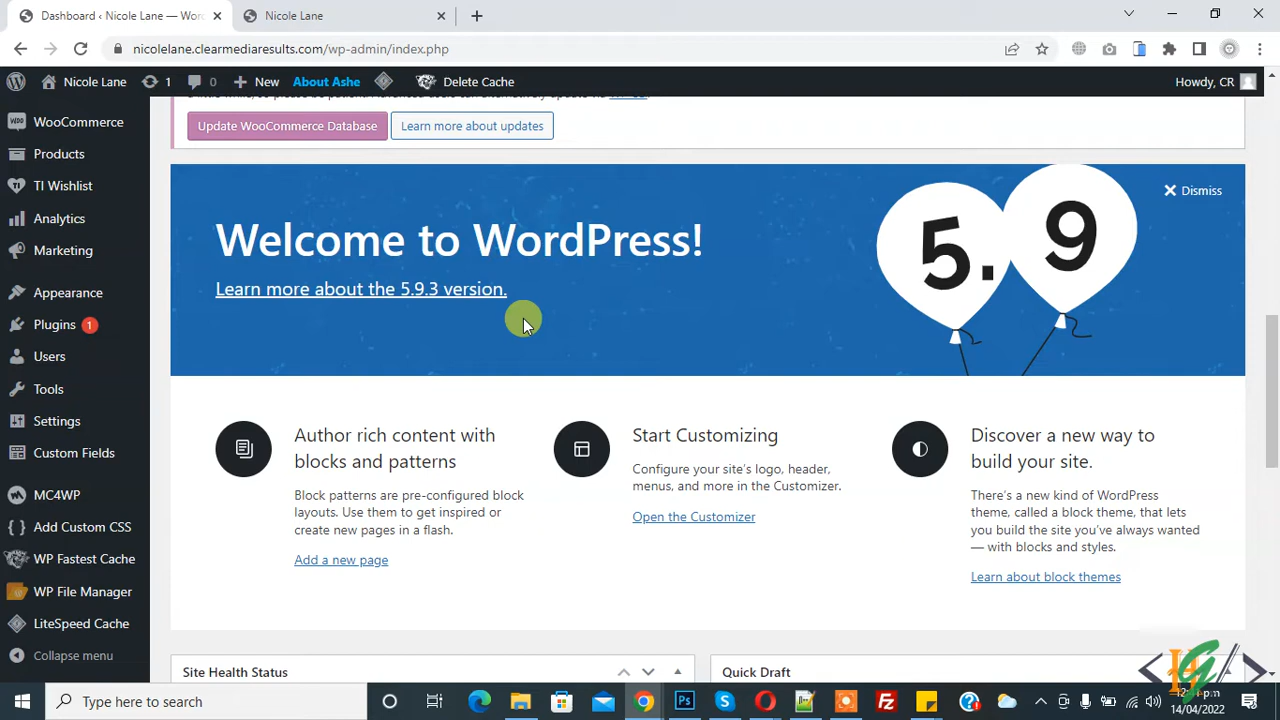 Dashboard ‹ Nicole Lane — Wor
Nicole Lane
nicolelane.clearmediaresults.com/wp-admin/index.php
Nicole Lane
1
0
New
About Ashe
Delete Cache
Howdy, CR
Update WooCommerce Database
Learn more about updates
WooCommerce
Products
TI Wishlist
Analytics
Marketing
Appearance
Plugins 1
Users
Tools
Settings
Custom Fields
MC4WP
Add Custom CSS
WP Fastest Cache
WP File Manager
LiteSpeed Cache
Collapse menu
Welcome to WordPress!
Learn more about the 5.9.3 version.
5.9
Dismiss
Author rich content with
blocks and patterns
Block patterns are pre-configured block
layouts. Use them to get inspired or
create new pages in a flash.
Add a new page
Start Customizing
Configure your site's logo, header,
menus, and more in the Customizer.
Open the Customizer
Discover a new way to
build your site.
There's a new kind of WordPress
theme, called a block theme, that lets
you build the site you've always wanted
— with blocks and styles.
Learn about block themes
Site Health Status
Quick Draft
Type here to search
14/04/2022